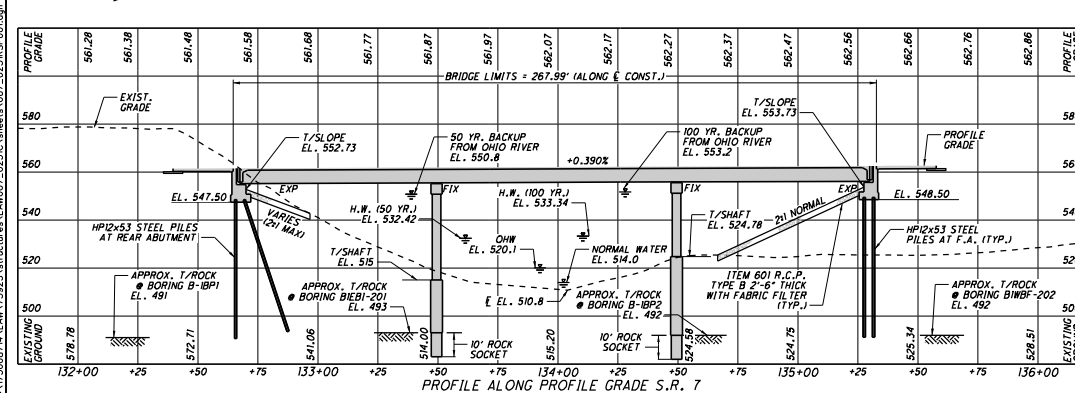 PROFILE GRADE
561.28
561.38
561.48
561.58
561.68
561.77
561.87
561.97
562.07
562.17
562.27
562.37
562.47
562.56
562.66
562.76
562.86
BRIDGE LIMITS = 267.99' (ALONG ℄ CONST.)
580
EXIST. GRADE
T/SLOPE
EL. 552.73
50 YR. BACKUP
FROM OHIO RIVER
EL. 550.8
100 YR. BACKUP
FROM OHIO RIVER
EL. 553.2
T/SLOPE
EL. 553.73
PROFILE GRADE
560
+0.390%
EXP
FIX
FIX
EXP
EL. 547.50
EL. 548.50
VARIES
(2:1 MAX)
H.W. (50 YR.)
EL. 532.42
H.W. (100 YR.)
EL. 533.34
T/SHAFT
EL. 524.78
2:1 NORMAL
540
HP12x53 STEEL PILES
AT REAR ABUTMENT
OHW
EL. 520.1
NORMAL WATER
EL. 514.0
HP12x53 STEEL
PILES AT F.A. (TYP.)
520
T/SHAFT
EL. 515
℄ EL. 510.8
ITEM 601 R.C.P.
TYPE B 2'-6" THICK
WITH FABRIC FILTER
(TYP.)
APPROX. T/ROCK
@ BORING B-1BP1
EL. 491
APPROX. T/ROCK
@ BORING B1EB1-201
EL. 493
APPROX. T/ROCK
@ BORING B-1BP2
EL. 492
APPROX. T/ROCK
@ BORING B1WBF-202
EL. 492
500
10' ROCK
SOCKET
10' ROCK
SOCKET
EXISTING GROUND
578.78
572.71
541.06
514.00
515.20
524.58
524.75
525.34
528.51
132+00
+25
+50
+75
133+00
+25
+50
+75
134+00
+25
+50
+75
135+00
+25
+50
+75
136+00
PROFILE ALONG PROFILE GRADE S.R. 7